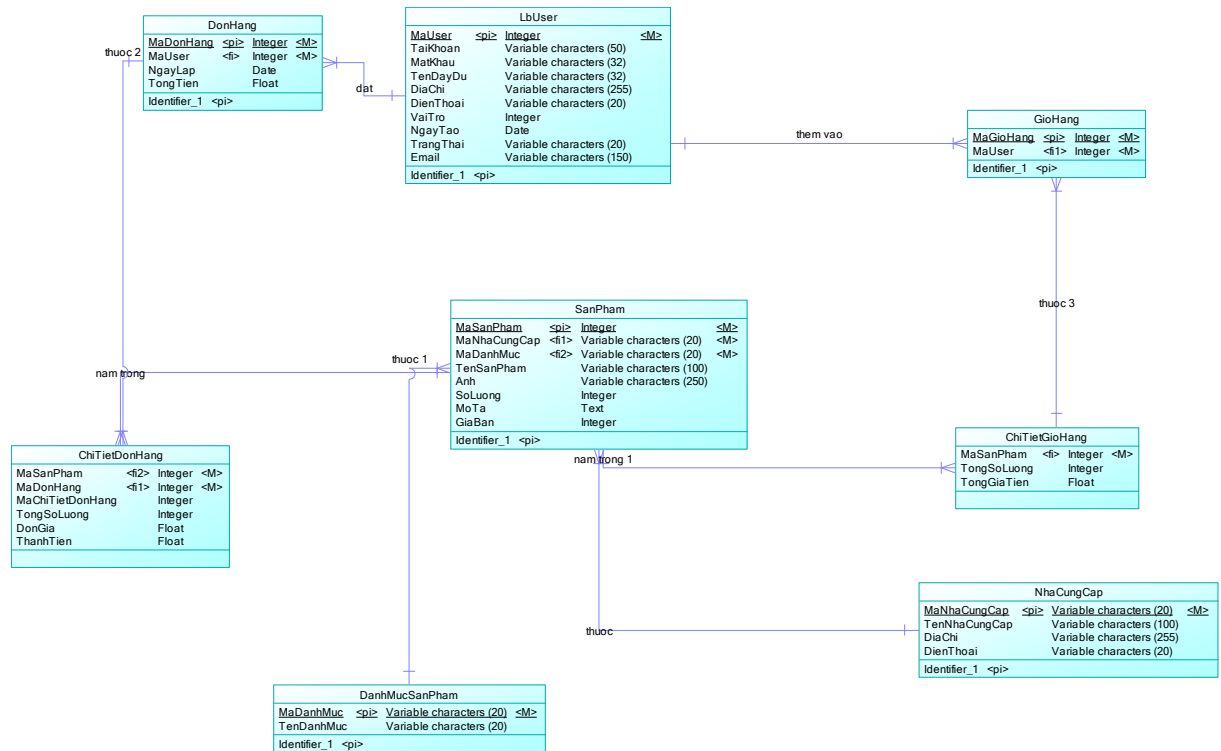 DonHang
MaDonHang <pi> Integer <M>
MaUser <fi> Integer <M>
NgayLap Date
TongTien Float
Identifier_1 <pi>
LbUser
MaUser <pi> Integer <M>
TaiKhoan Variable characters (50)
MatKhau Variable characters (32)
TenDayDu Variable characters (32)
DiaChi Variable characters (255)
DienThoai Variable characters (20)
VaiTro Integer
NgayTao Date
TrangThai Variable characters (20)
Email Variable characters (150)
Identifier_1 <pi>
thuoc 2
dat
them vao
GioHang
MaGioHang <pi> Integer <M>
MaUser <fi1> Integer <M>
Identifier_1 <pi>
thuoc 3
SanPham
MaSanPham <pi> Integer <M>
MaNhaCungCap <fi1> Variable characters (20) <M>
MaDanhMuc <fi2> Variable characters (20) <M>
TenSanPham Variable characters (100)
Anh Variable characters (250)
SoLuong Integer
MoTa Text
GiaBan Integer
Identifier_1 <pi>
thuoc 1
nam trong
nam trong 1
ChiTietDonHang
MaSanPham <fi2> Integer <M>
MaDonHang <fi1> Integer <M>
MaChiTietDonHang Integer
TongSoLuong Integer
DonGia Float
ThanhTien Float
ChiTietGioHang
MaSanPham <fi> Integer <M>
TongSoLuong Integer
TongGiaTien Float
NhaCungCap
MaNhaCungCap <pi> Variable characters (20) <M>
TenNhaCungCap Variable characters (100)
DiaChi Variable characters (255)
DienThoai Variable characters (20)
Identifier_1 <pi>
thuoc
DanhMucSanPham
MaDanhMuc <pi> Variable characters (20) <M>
TenDanhMuc Variable characters (20)
Identifier_1 <pi>